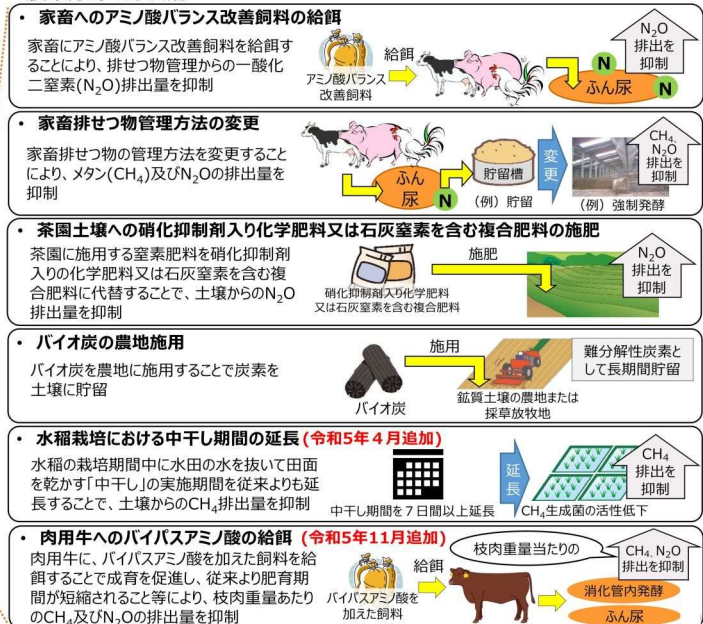 ・ 家畜へのアミノ酸バランス改善飼料の給餌
家畜にアミノ酸バランス改善飼料を給餌す
ることにより、排せつ物管理からの一酸化
二窒素(N₂O)排出量を抑制
アミノ酸バランス
改善飼料
給餌
N
ふん尿
N
N₂O
排出を
抑制
・ 家畜排せつ物管理方法の変更
家畜排せつ物の管理方法を変更すること
により、メタン(CH₄)及びN₂Oの排出量を
抑制
ふん
尿
N
貯留槽
(例)貯留
変更
(例)強制発酵
CH₄,
N₂O
排出を
抑制
・ 茶園土壌への硝化抑制剤入り化学肥料又は石灰窒素を含む複合肥料の施肥
茶園に施用する窒素肥料を硝化抑制剤
入りの化学肥料又は石灰窒素を含む複
合肥料に代替することで、土壌からのN₂O
排出量を抑制
硝化抑制剤入り化学肥料
又は石灰窒素を含む複合肥料
施肥
N₂O
排出を
抑制
・ バイオ炭の農地施用
バイオ炭を農地に施用することで炭素を
土壌に貯留
バイオ炭
施用
鉱質土壌の農地または
採草放牧地
難分解性炭素と
して長期間貯留
・ 水稲栽培における中干し期間の延長(令和5年4月追加)
水稲の栽培期間中に水田の水を抜いて田面
を乾かす「中干し」の実施期間を従来よりも延
長することで、土壌からのCH₄排出量を抑制
中干し期間を7日間以上延長
延長
CH₄生成菌の活性低下
CH₄
排出を
抑制
・ 肉用牛へのバイパスアミノ酸の給餌 (令和5年11月追加)
肉用牛に、バイパスアミノ酸を加えた飼料を給
餌することで成育を促進し、従来より肥育期
間が短縮されること等により、枝肉重量あたり
のCH₄及びN₂Oの排出量を抑制
バイパスアミノ酸を
加えた飼料
給餌
枝肉重量当たりの
CH₄, N₂O
排出を抑制
消化管内発酵
ふん尿